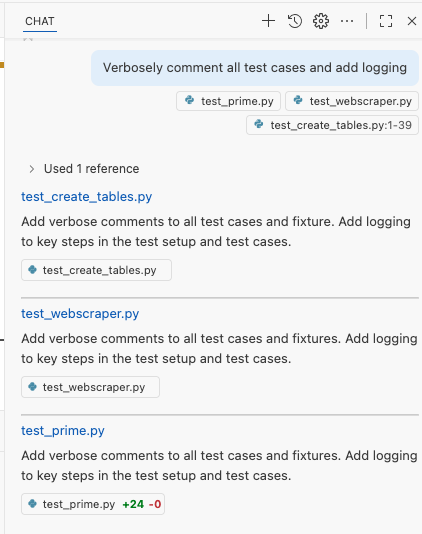 CHAT
Verbosely comment all test cases and add logging
test_prime.py
test_webscraper.py
test_create_tables.py:1-39
Used 1 reference
test_create_tables.py
Add verbose comments to all test cases and fixture. Add logging
to key steps in the test setup and test cases.
test_create_tables.py
test_webscraper.py
Add verbose comments to all test cases and fixtures. Add logging
to key steps in the test setup and test cases.
test_webscraper.py
test_prime.py
Add verbose comments to all test cases and fixtures. Add logging
to key steps in the test setup and test cases.
test_prime.py +24 -0